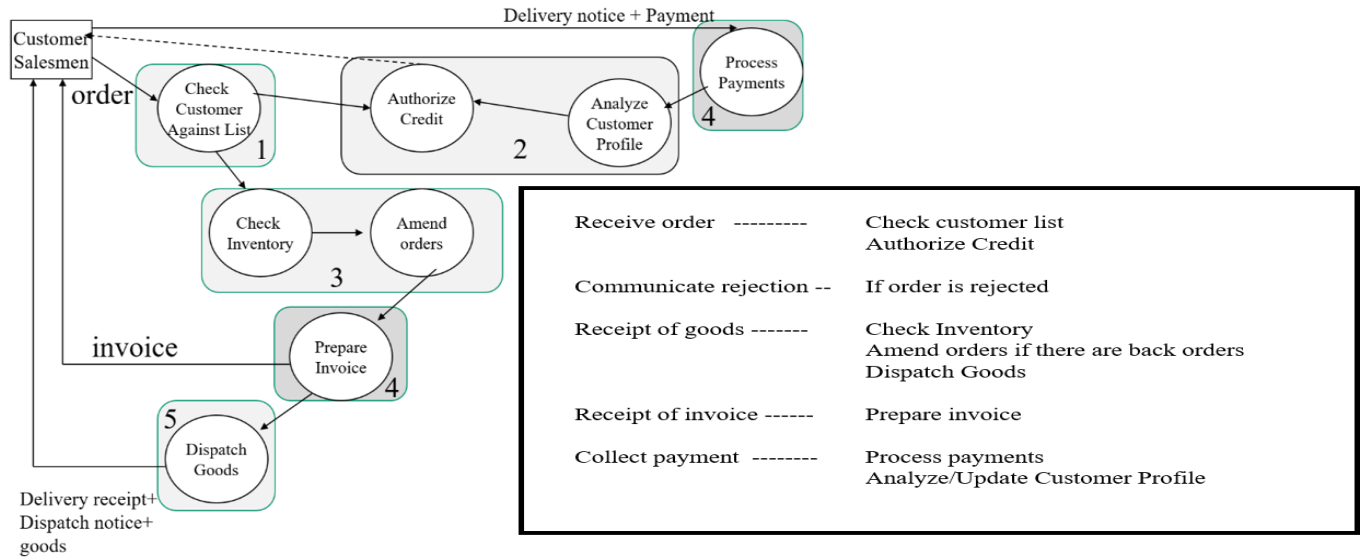 Delivery notice + Payment
Customer
Salesmen
order
Check
Customer
Against List
1
Authorize
Credit
2
Analyze
Customer
Profile
Process
Payments
4
Check
Inventory
3
Amend
orders
invoice
Prepare
Invoice
4
5
Dispatch
Goods
Delivery receipt+
Dispatch notice+
goods
Receive order --------- Check customer list
Authorize Credit
Communicate rejection -- If order is rejected
Receipt of goods ------- Check Inventory
Amend orders if there are back orders
Dispatch Goods
Receipt of invoice ------ Prepare invoice
Collect payment -------- Process payments
Analyze/Update Customer Profile